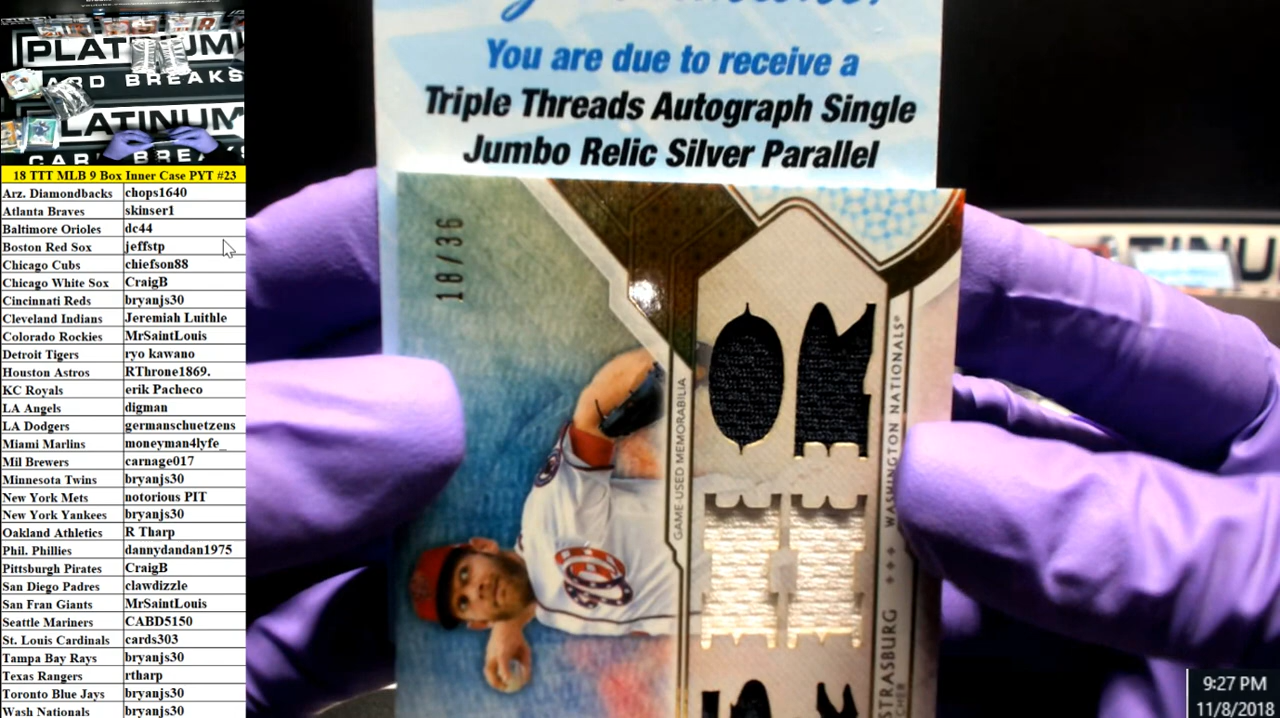 PLATINUM
CARD BREAKS
PLATINUM
CARD BREAKS
18 TTT MLB 9 Box Inner Case PYT #23
Arz. Diamondbacks chops1640
Atlanta Braves skinser1
Baltimore Orioles dc44
Boston Red Sox jeffstp
Chicago Cubs chiefson88
Chicago White Sox CraigB
Cincinnati Reds bryanjs30
Cleveland Indians Jeremiah Luithle
Colorado Rockies MrSaintLouis
Detroit Tigers ryo kawano
Houston Astros RThrone1869.
KC Royals erik Pacheco
LA Angels digman
LA Dodgers germanschuetzens
Miami Marlins moneyman4lyfe_
Mil Brewers carnage017
Minnesota Twins bryanjs30
New York Mets notorious PIT
New York Yankees bryanjs30
Oakland Athletics R Tharp
Phil. Phillies dannydandan1975
Pittsburgh Pirates CraigB
San Diego Padres clawdizzle
San Fran Giants MrSaintLouis
Seattle Mariners CABD5150
St. Louis Cardinals cards303
Tampa Bay Rays bryanjs30
Texas Rangers rtharp
Toronto Blue Jays bryanjs30
Wash Nationals bryanjs30
You are due to receive a
Triple Threads Autograph Single
Jumbo Relic Silver Parallel
18/36
GAME-USED MEMORABILIA
WASHINGTON NATIONALS®
STRASBURG
TINU
9:27 PM
11/8/2018